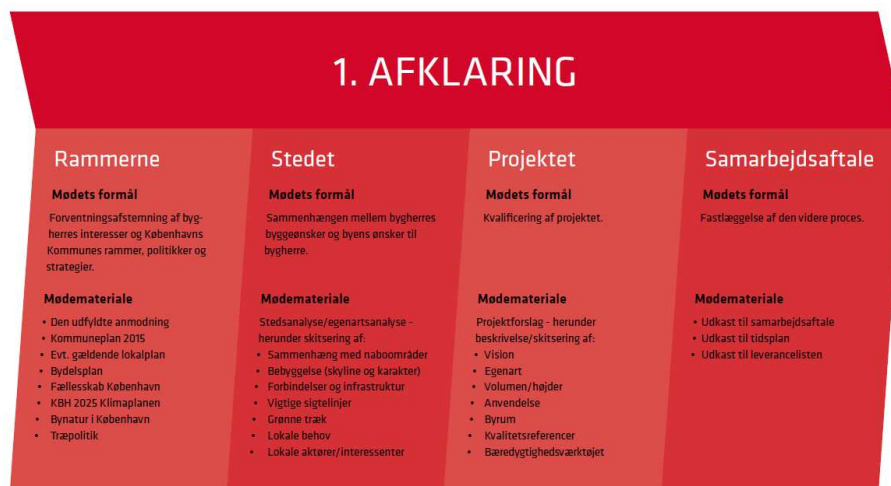 1. AFKLARING
Rammerne
Mødets formål
Forventningsafstemning af byg-
herres interesser og Københavns
Kommunes rammer, politikker og
strategier.
Mødemateriale
• Den udfyldte anmodning
• Kommuneplan 2015
• Evt. gældende lokalplan
• Bydelsplan
• Fællesskab København
• KBH 2025 Klimaplanen
• Bynatur i København
• Træpolitik
Stedet
Mødets formål
Sammenhængen mellem bygherres
byggeønsker og byens ønsker til
bygherre.
Mødemateriale
Stedsanalyse/egenartsanalyse -
herunder skitsering af:
• Sammenhæng med naboområder
• Bebyggelse (skyline og karakter)
• Forbindelser og infrastruktur
• Vigtige sigtelinjer
• Grønne træk
• Lokale behov
• Lokale aktører/interessenter
Projektet
Mødets formål
Kvalificering af projektet.
Mødemateriale
Projektforslag - herunder
beskrivelse/skitsering af:
• Vision
• Egenart
• Volumen/højder
• Anvendelse
• Byrum
• Kvalitetsreferencer
• Bæredygtighedsværktøjet
Samarbejdsaftale
Mødets formål
Fastlæggelse af den videre proces.
Mødemateriale
• Udkast til samarbejdsaftale
• Udkast til tidsplan
• Udkast til leverancelisten